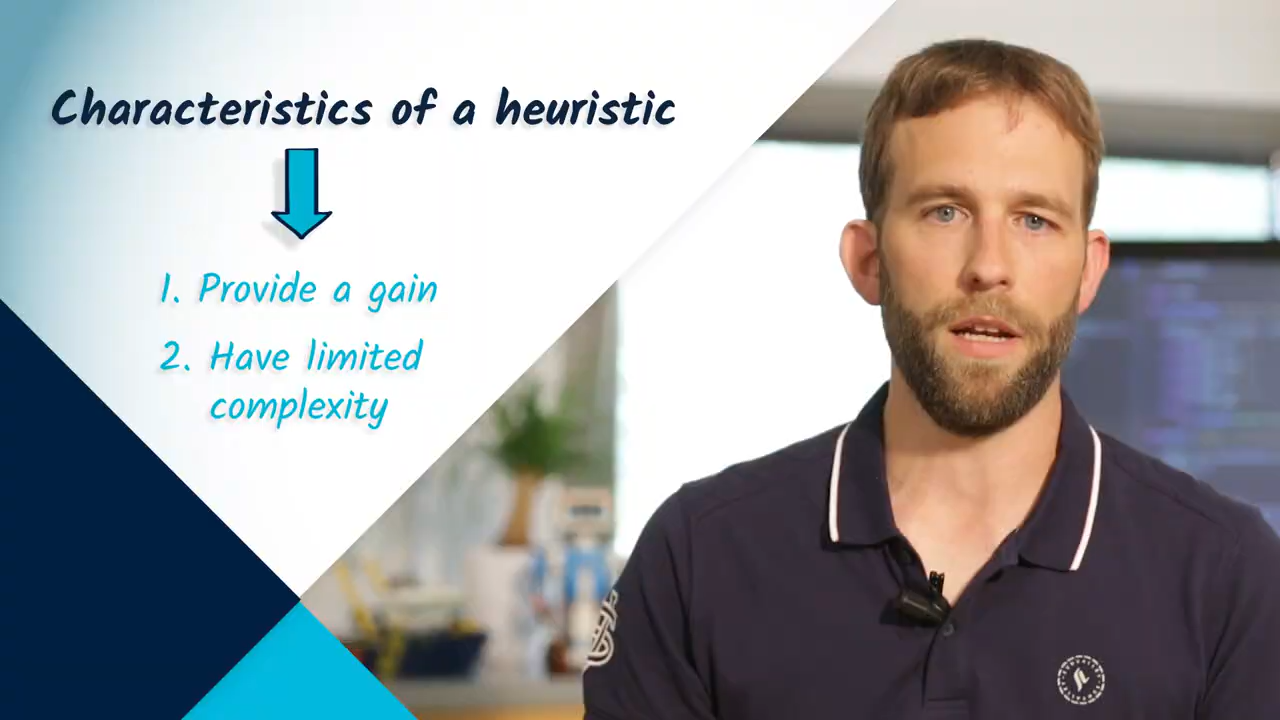 Characteristics of a heuristic
1. Provide a gain
2. Have limited
complexity